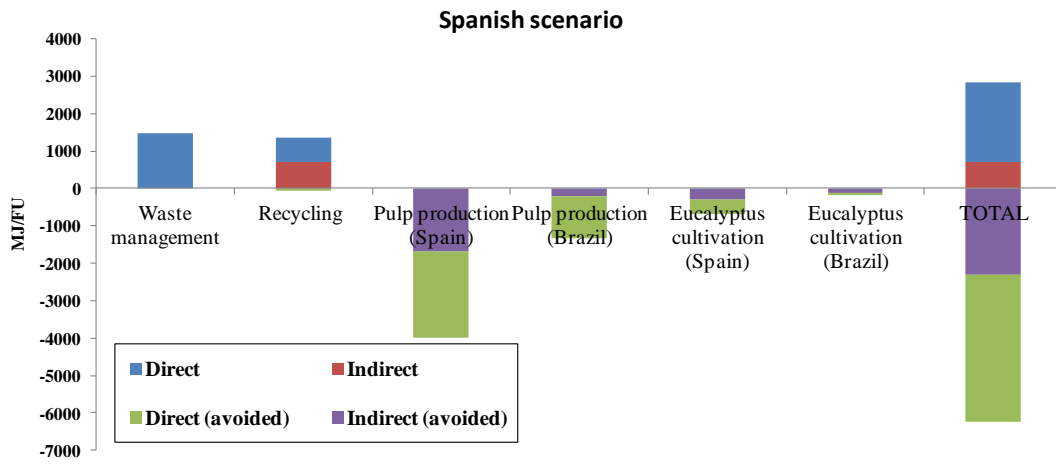 Spanish scenario
4000
3000
2000
1000
0
-1000
-2000
-3000
-4000
-5000
-6000
-7000
MJ/FU
Waste
management
Recycling
Pulp production
(Spain)
Pulp production
(Brazil)
Eucalyptus
cultivation
(Spain)
Eucalyptus
cultivation
(Brazil)
TOTAL
Direct
Indirect
Direct (avoided)
Indirect (avoided)